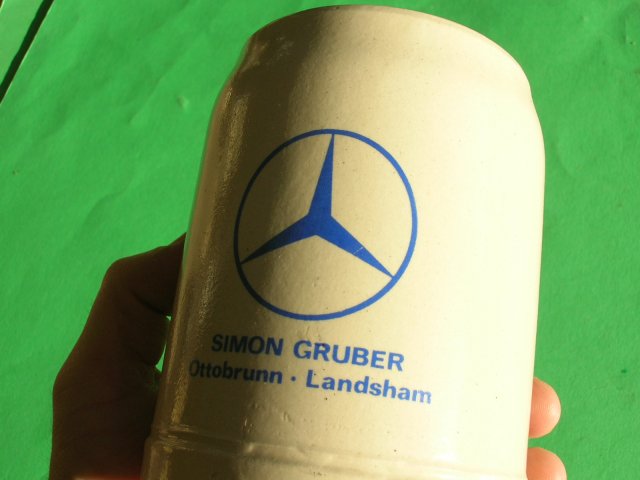 SIMON GRUBER
Ottobrunn · Landsham